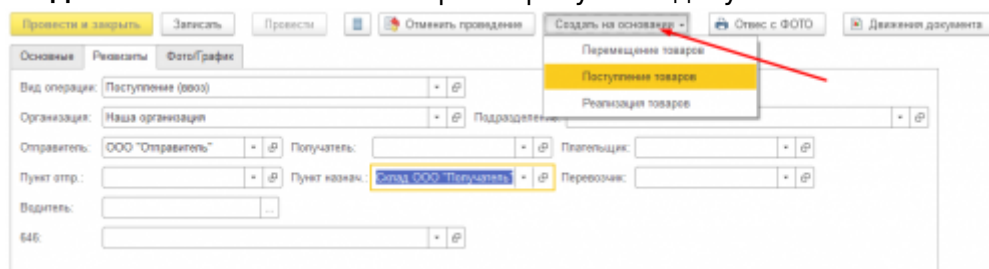 Провести и закрыть Записать Провести Отменить проведение Создать на основании Отвес с ФОТО Движения документа
Основные Реквизиты Фото/График
Перемещение товаров
Поступление товаров
Реализация товаров
Вид операции: Поступление (ввоз)
Организация: Наша организация Подразделение:
Отправитель: ООО "Отправитель" Получатель: Плательщик:
Пункт отпр.: Пункт назнач.: Склад ООО "Получатель" Перевозчик:
Водитель: